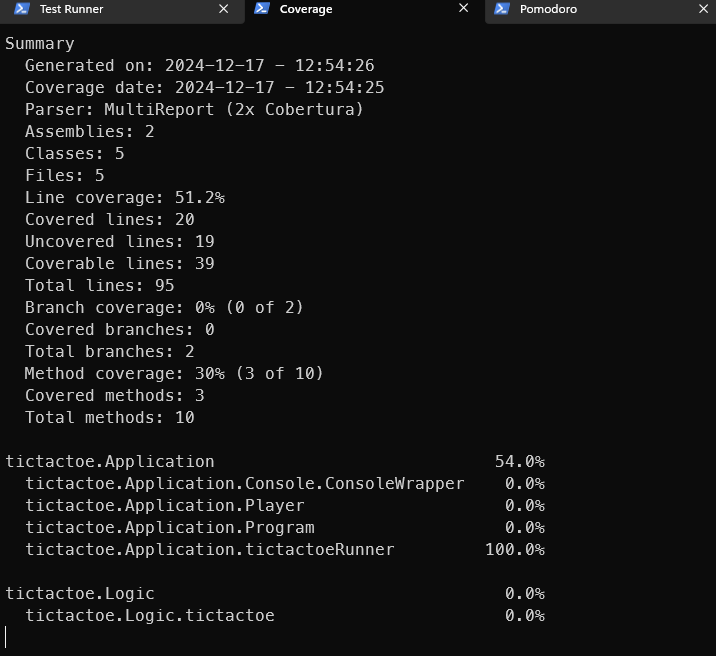 Test Runner Coverage Pomodoro
Summary
Generated on: 2024-12-17 - 12:54:26
Coverage date: 2024-12-17 - 12:54:25
Parser: MultiReport (2x Cobertura)
Assemblies: 2
Classes: 5
Files: 5
Line coverage: 51.2%
Covered lines: 20
Uncovered lines: 19
Coverable lines: 39
Total lines: 95
Branch coverage: 0% (0 of 2)
Covered branches: 0
Total branches: 2
Method coverage: 30% (3 of 10)
Covered methods: 3
Total methods: 10
tictactoe.Application 54.0%
tictactoe.Application.Console.ConsoleWrapper 0.0%
tictactoe.Application.Player 0.0%
tictactoe.Application.Program 0.0%
tictactoe.Application.tictactoeRunner 100.0%
tictactoe.Logic 0.0%
tictactoe.Logic.tictactoe 0.0%